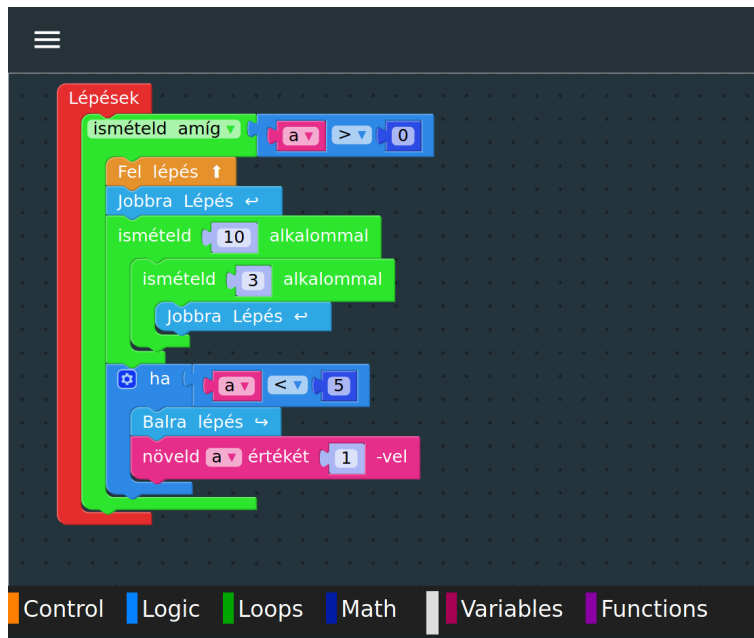 Lépések
ismételd amíg ▾ a ▾ > ▾ 0
Fel lépés ⬆
Jobbra Lépés ↩
ismételd 10 alkalommal
ismételd 3 alkalommal
Jobbra Lépés ↩
ha a ▾ < ▾ 5
Balra lépés ↪
növeld a ▾ értékét 1 -vel
Control Logic Loops Math Variables Functions